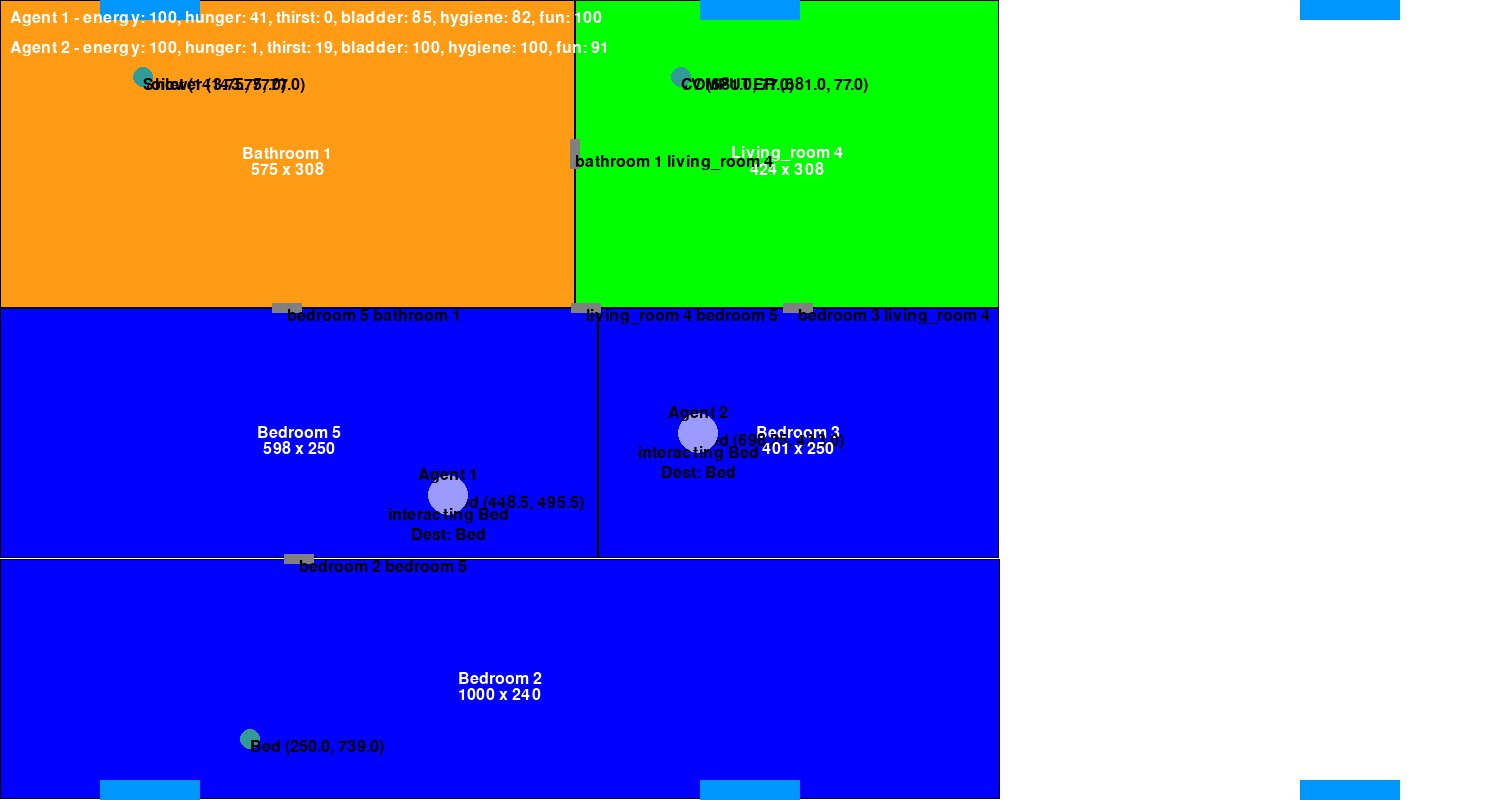 Agent 1 - energy: 100, hunger: 41, thirst: 0, bladder: 85, hygiene: 82, fun: 100
Agent 2 - energy: 100, hunger: 1, thirst: 19, bladder: 100, hygiene: 100, fun: 91
Bathroom 1
575 x 308
bathroom 1 living_room 4
Living_room 4
424 x 308
bedroom 5 bathroom 1
living_room 4 bedroom 5
bedroom 3 living_room 4
Bedroom 5
598 x 250
Agent 2
Bedroom 3
401 x 250
interacting Bed
Dest: Bed
Agent 1
(448.5, 495.5)
interacting Bed
Dest: Bed
bedroom 2 bedroom 5
Bedroom 2
1000 x 240
Bed (250.0, 739.0)